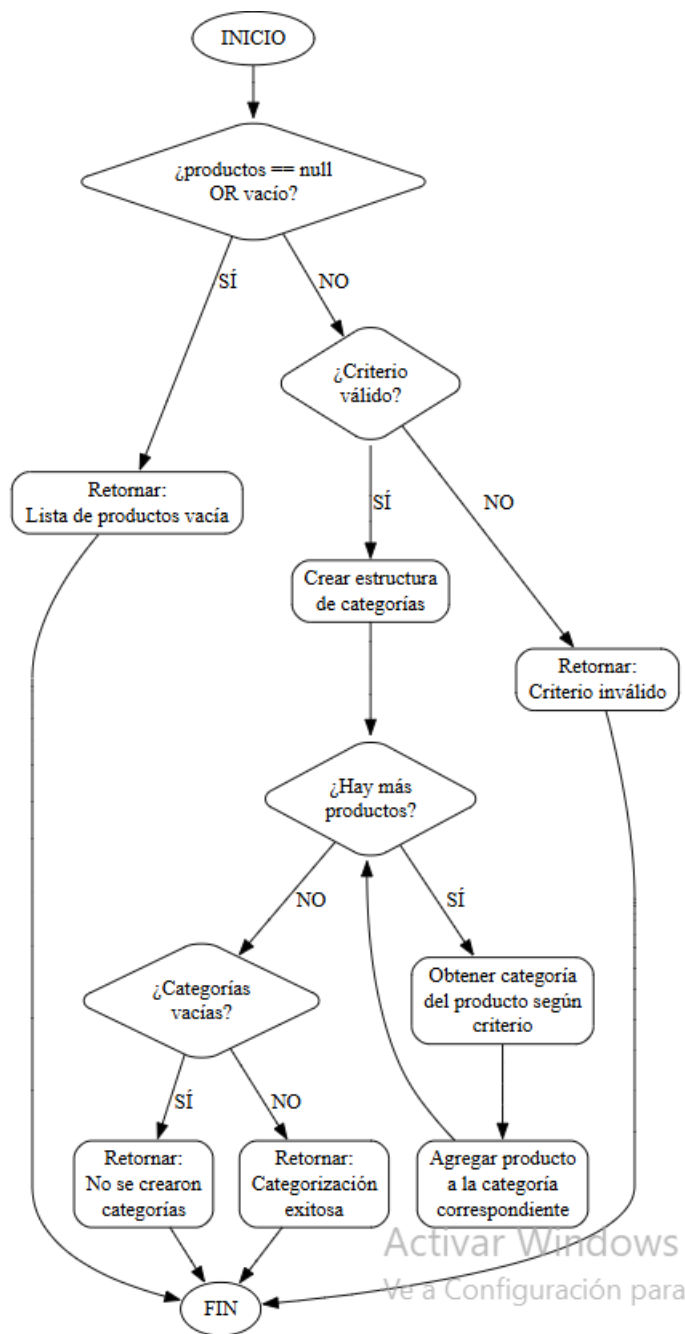 INICIO
¿productos == null
OR vacío?
SÍ
NO
¿Criterio
válido?
Retornar:
Lista de productos vacía
SÍ
NO
Crear estructura
de categorías
Retornar:
Criterio inválido
¿Hay más
productos?
NO
SÍ
¿Categorías
vacías?
Obtener categoría
del producto según
criterio
SÍ
NO
Retornar:
No se crearon
categorías
Retornar:
Categorización
exitosa
Agregar producto
a la categoría
correspondiente
Activar Windows
Ve a Configuración para
FIN